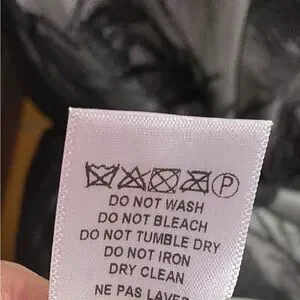 P
DO NOT WASH
DO NOT BLEACH
DO NOT TUMBLE DRY
DO NOT IRON
DRY CLEAN
NE PAS LAVER